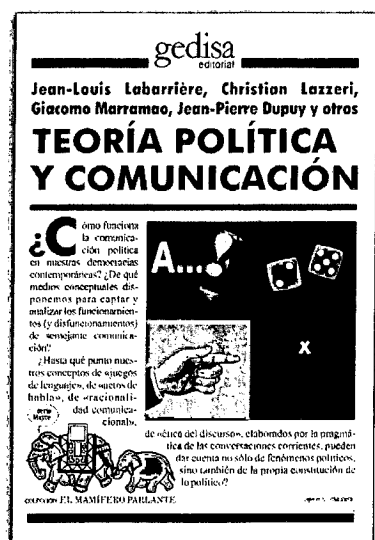 gedisa
editorial
Jean-Louis Labarrière, Christian Lazzeri,
Giacomo Marramao, Jean-Pierre Dupuy y otros
TEORÍA POLÍTICA
Y COMUNICACIÓN
¿Cómo funciona
la comunica-
ción política
en nuestras democracias
contemporáneas? ¿De qué
medios conceptuales dis-
ponemos para captar y
analizar los funcionamien-
tos (y disfuncionamientos)
de semejante comunica-
ción?
¿Hasta qué punto nues-
tros conceptos de «juegos
de lenguaje», de «actos de
habla», de «racionali-
dad comunica-
cional»,
A...!
x
de «ética del discurso», elaborados por la pragmá-
tica de las conversaciones corrientes, pueden
dar cuenta no sólo de fenómenos políticos,
sino también de la propia constitución de
lo político?
COLECCIÓN EL MAMÍFERO PARLANTE